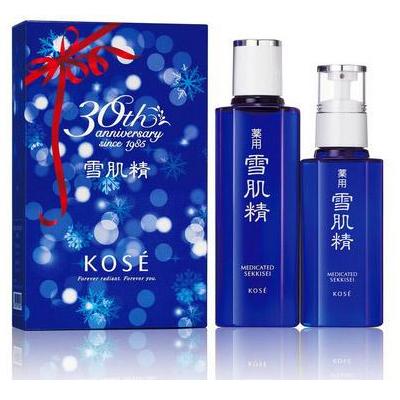 30th
anniversary
since 1985
雪肌精
KOSÉ
Forever radiant. Forever you.
薬用
雪肌精
MEDICATED
SEKKISEI
KOSÉ
薬用
雪肌精
MEDICATED
SEKKISEI
KOSÉ